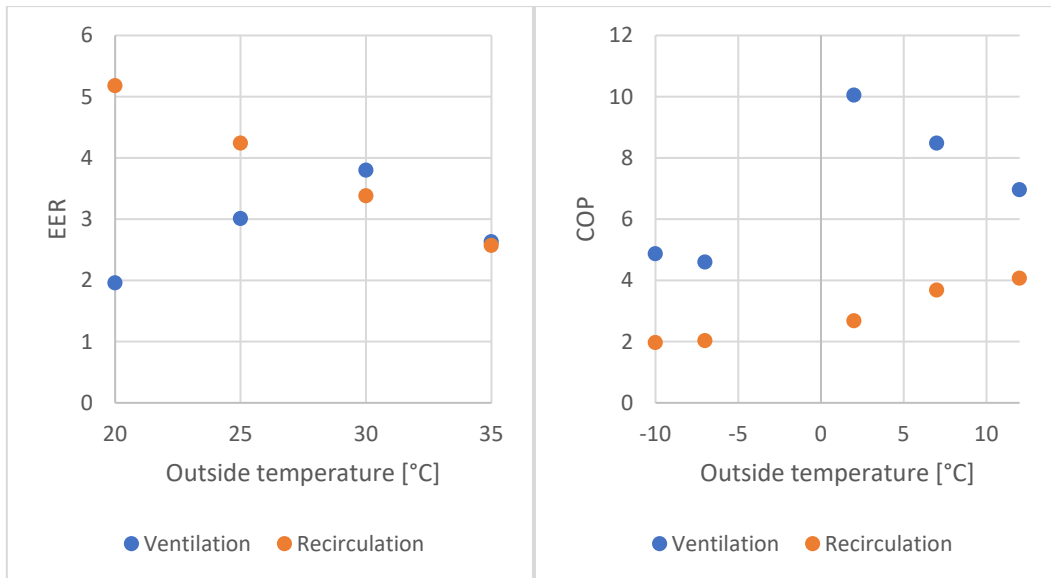 6
5
4
3
2
1
0
EER
20 25 30 35
Outside temperature [°C]
Ventilation Recirculation
12
10
8
6
4
2
0
COP
-10 -5 0 5 10
Outside temperature [°C]
Ventilation Recirculation